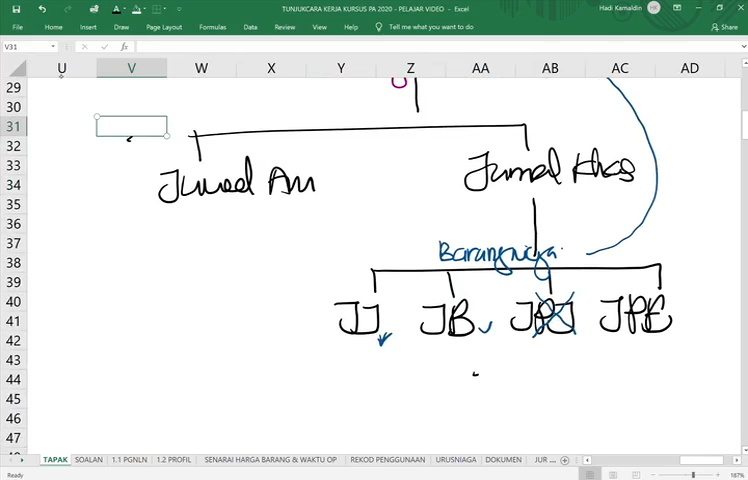 TUNJUKCARA KERJA KURSUS PA 2020 - PELAJAR VIDEO - Excel
Hadi Kamaldin
HK
File Home Insert Draw Page Layout Formulas Data Review View Help Tell me what you want to do
Share
V31
fx
U V W X Y Z AA AB AC AD
29
30
31
32
33
34
35
36
37
38
39
40
41
42
43
44
45
46
47
Jurnal Am
Jurnal Khas
Barangniaga
JJ JB JPJ JPB
TAPAK SOALAN 1.1 PGNLN 1.2 PROFIL SENARAI HARGA BARANG & WAKTU OP REKOD PENGGUNAAN URUSNIAGA DOKUMEN JUR ...
Ready
187%